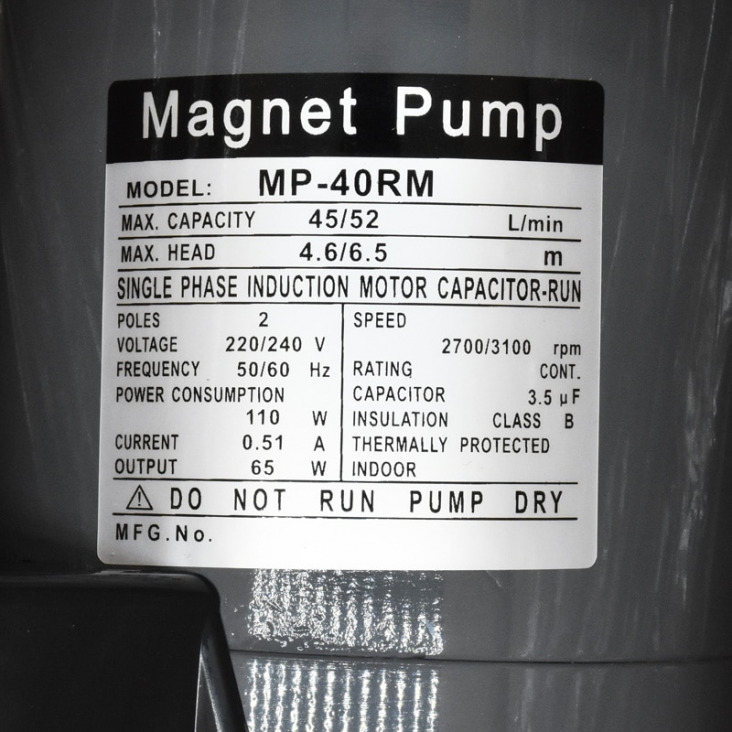 Magnet Pump
MODEL: MP-40RM
MAX. CAPACITY 45/52 L/min
MAX. HEAD 4.6/6.5 m
SINGLE PHASE INDUCTION MOTOR CAPACITOR-RUN
POLES 2
VOLTAGE 220/240 V
FREQUENCY 50/60 Hz
POWER CONSUMPTION
110 W
CURRENT 0.51 A
OUTPUT 65 W
SPEED
2700/3100 rpm
RATING CONT.
CAPACITOR 3.5 μF
INSULATION CLASS B
THERMALLY PROTECTED
INDOOR
⚠ DO NOT RUN PUMP DRY
MFG.No.